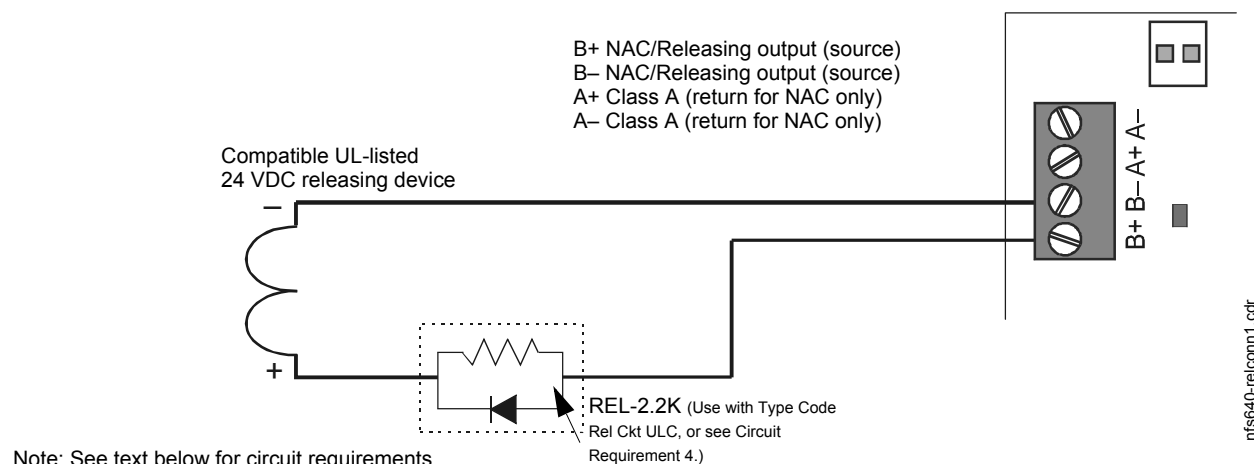 B+ NAC/Releasing output (source)
B– NAC/Releasing output (source)
A+ Class A (return for NAC only)
A– Class A (return for NAC only)
Compatible UL-listed
24 VDC releasing device
–
+
B+ B– A+ A–
REL-2.2K (Use with Type Code
Rel Ckt ULC, or see Circuit
Requirement 4.)
Note: See text below for circuit requirements
nfs640-relconn1.cdr